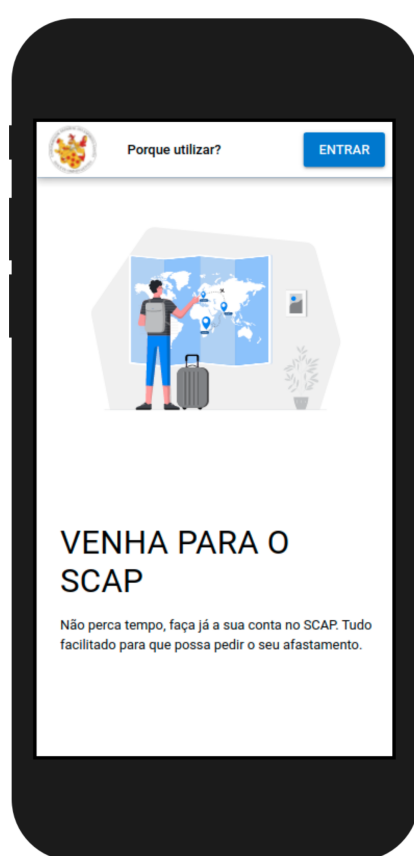 Porque utilizar?
ENTRAR
VENHA PARA O
SCAP
Não perca tempo, faça já a sua conta no SCAP. Tudo
facilitado para que possa pedir o seu afastamento.